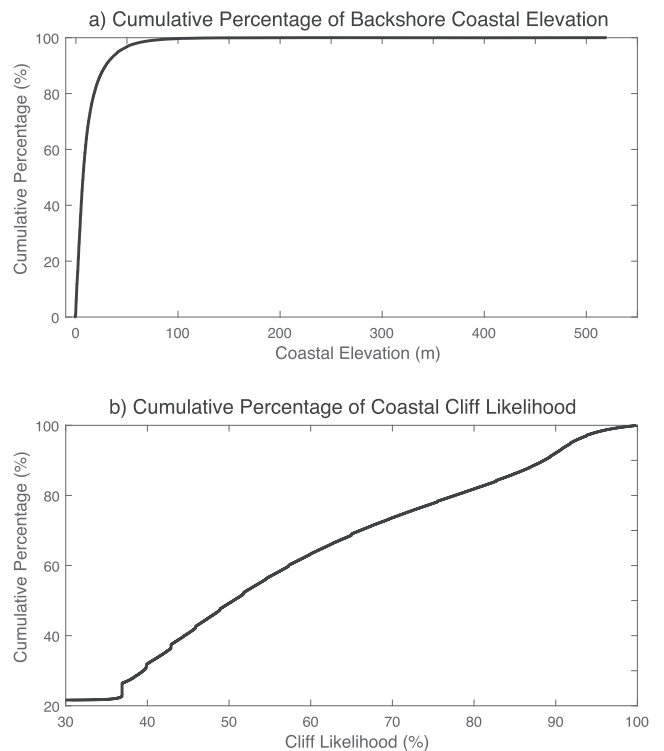 a) Cumulative Percentage of Backshore Coastal Elevation
100
80
60
40
20
0
Cumulative Percentage (%)
0 100 200 300 400 500
Coastal Elevation (m)
b) Cumulative Percentage of Coastal Cliff Likelihood
100
80
60
40
20
Cumulative Percentage (%)
30 40 50 60 70 80 90 100
Cliff Likelihood (%)